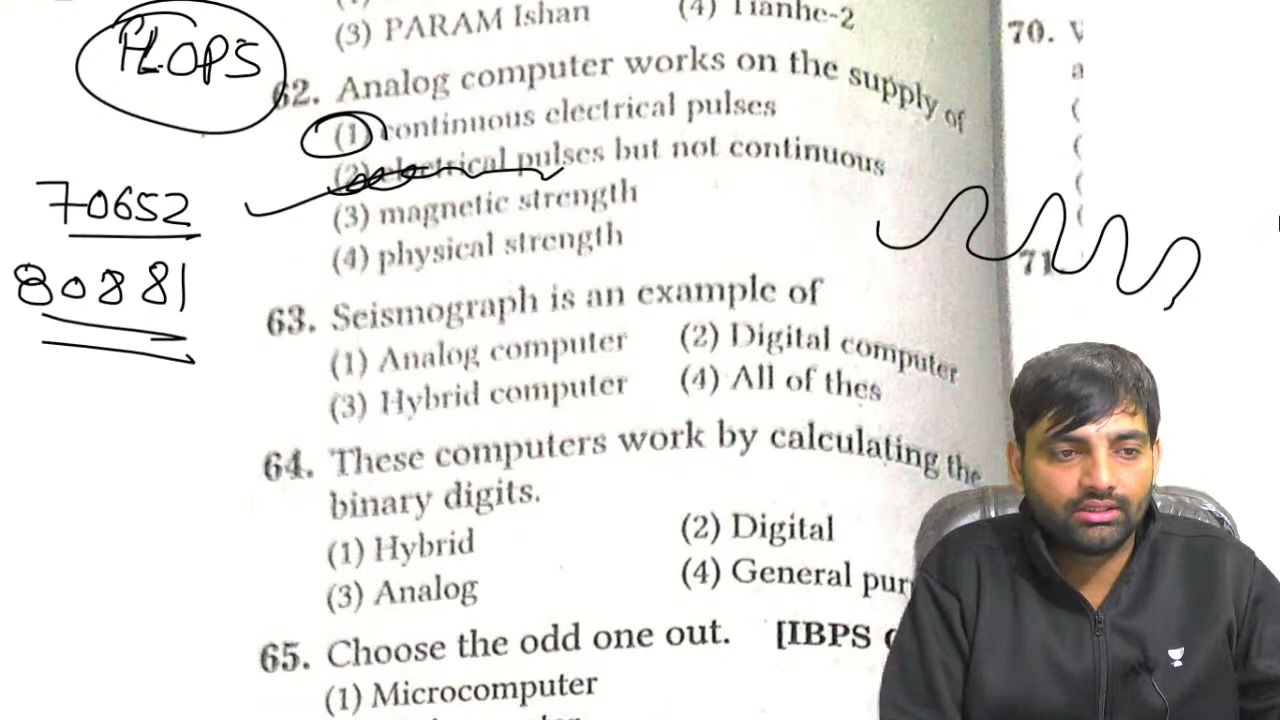 FLOPS
70652
80881
(3) PARAM Ishan (4) Tianhe-2
62. Analog computer works on the supply of
(1) continuous electrical pulses
(2) electrical pulses but not continuous
(3) magnetic strength
(4) physical strength
63. Seismograph is an example of
(1) Analog computer (2) Digital computer
(3) Hybrid computer (4) All of thes
64. These computers work by calculating the
binary digits.
(1) Hybrid (2) Digital
(3) Analog (4) General pur
65. Choose the odd one out. [IBPS
(1) Microcomputer
70.
71